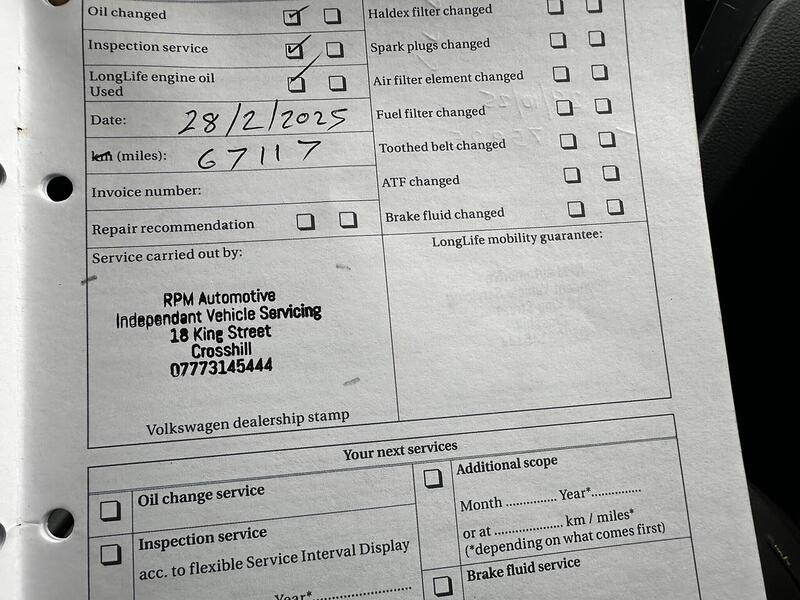 Oil changed
Inspection service
LongLife engine oil
Used
Date: 28/2/2025
km (miles): 67117
Invoice number:
Repair recommendation
Service carried out by:
RPM Automotive
Independent Vehicle Servicing
18 King Street
Crosshill
07773145444
Volkswagen dealership stamp
Haldex filter changed
Spark plugs changed
Air filter element changed
Fuel filter changed
Toothed belt changed
ATF changed
Brake fluid changed
LongLife mobility guarantee:
Your next services
Oil change service
Inspection service
acc. to flexible Service Interval Display
Year*
Additional scope
Month .............. Year*..............
or at .................... km / miles*
(*depending on what comes first)
Brake fluid service